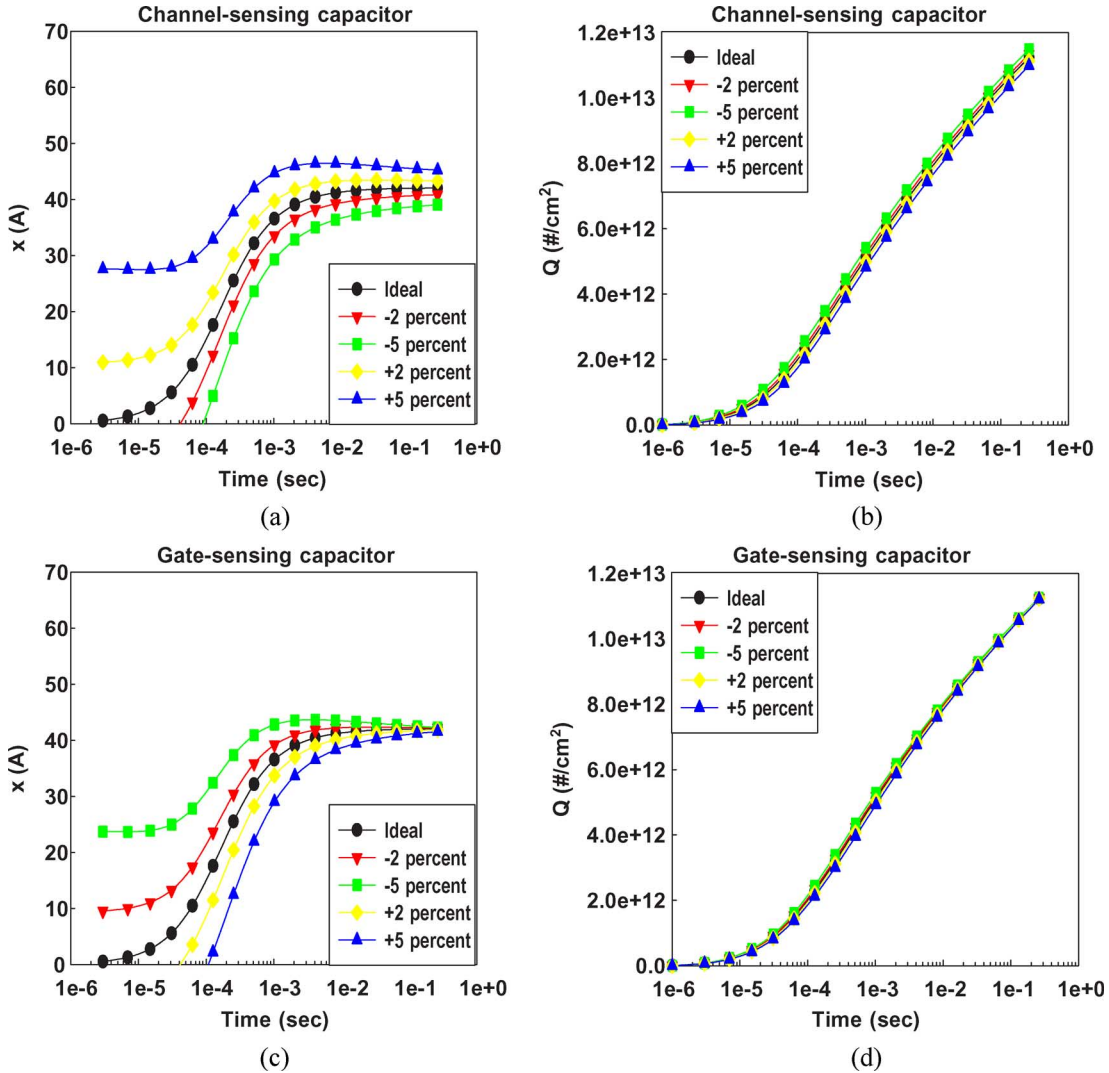 Channel-sensing capacitor
70
60
50
40
30
20
10
0
x (A)
Ideal
-2 percent
-5 percent
+2 percent
+5 percent
1e-6 1e-5 1e-4 1e-3 1e-2 1e-1 1e+0
Time (sec)
(a)
Channel-sensing capacitor
1.2e+13
1.0e+13
8.0e+12
6.0e+12
4.0e+12
2.0e+12
0.0
Q (#/cm²)
Ideal
-2 percent
-5 percent
+2 percent
+5 percent
1e-6 1e-5 1e-4 1e-3 1e-2 1e-1 1e+0
Time (sec)
(b)
Gate-sensing capacitor
70
60
50
40
30
20
10
0
x (A)
Ideal
-2 percent
-5 percent
+2 percent
+5 percent
1e-6 1e-5 1e-4 1e-3 1e-2 1e-1 1e+0
Time (sec)
(c)
Gate-sensing capacitor
1.2e+13
1.0e+13
8.0e+12
6.0e+12
4.0e+12
2.0e+12
0.0
Q (#/cm²)
Ideal
-2 percent
-5 percent
+2 percent
+5 percent
1e-6 1e-5 1e-4 1e-3 1e-2 1e-1 1e+0
Time (sec)
(d)